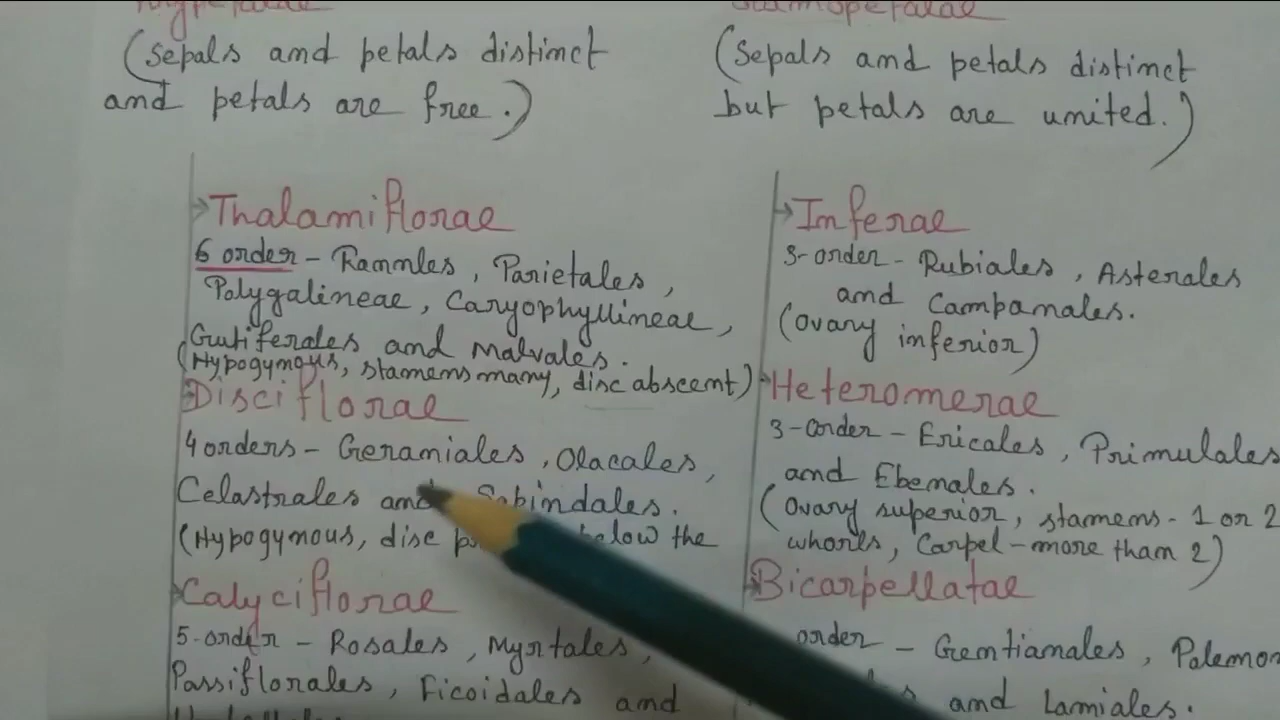 (Sepals and petals distinct
and petals are free.)
Thalamiflorae
6 order - Rannles, Parietales,
Polygalineae, Caryophyllineae,
Gutiferales and Malvales.
(Hypogynous, stamens many, disc abscent)
Disciflorae
4 orders - Geraniales, Olacales,
Celastrales and Sapindales.
(Hypogynous, disc below the
Calyciflorae
5-order - Rosales, Myrtales,
Passiflorales, Ficoidales and
(Sepals and petals distinct
but petals are united.)
Inferae
3-order - Rubiales, Asterales
and Campanales.
(Ovary inferior)
Heteromerae
3-order - Ericales, Primulales
and Ebenales.
(Ovary superior, stamens - 1 or 2
whorls, Carpel - more than 2)
Bicarpellatae
order - Gentianales, Polemon
and Lamiales.